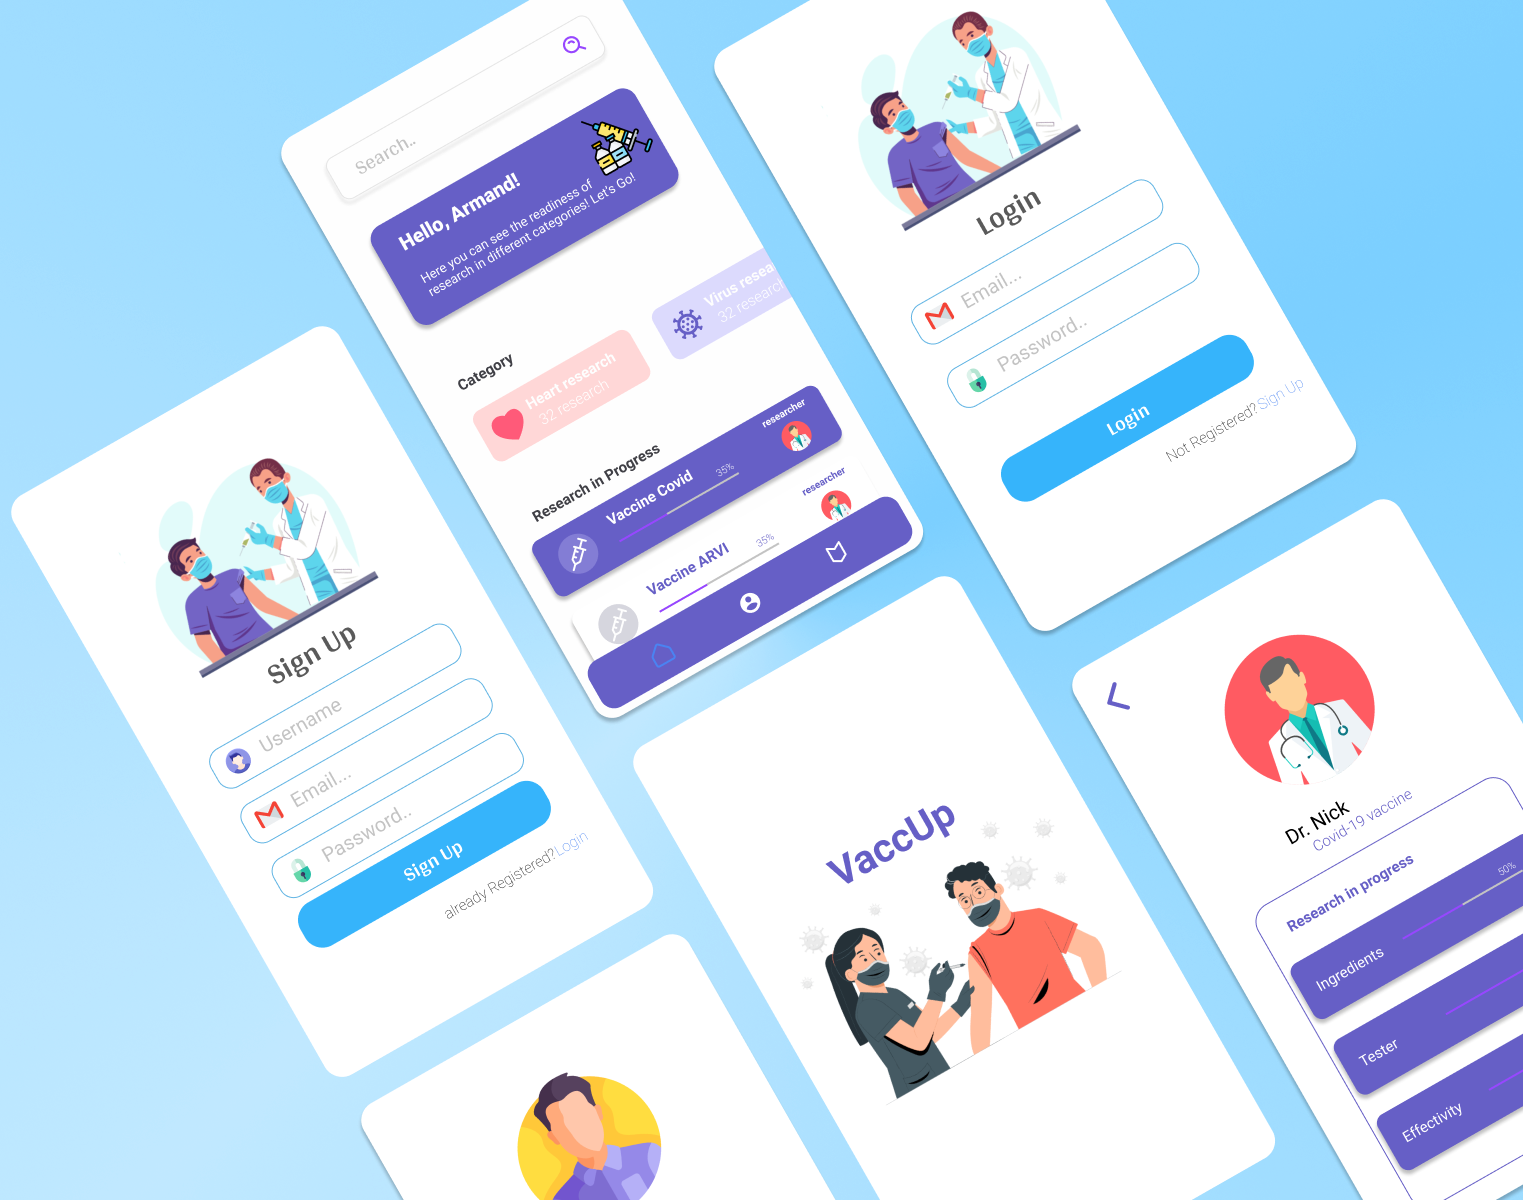 Search..
Hello, Armand!
Here you can see the readiness of
research in different categories! Let's Go!
Category
Heart research
32 research
Virus resea
32 research
Research in Progress
Vaccine Covid
35%
researcher
Vaccine ARVI
35%
researcher
Login
Email...
Password..
Login
Not Registered? Sign Up
Sign Up
Username
Email...
Password..
Sign Up
already Registered? Login
VaccUp
Dr. Nick
Covid-19 vaccine
Research in progress
Ingredients
50%
Tester
Effectivity